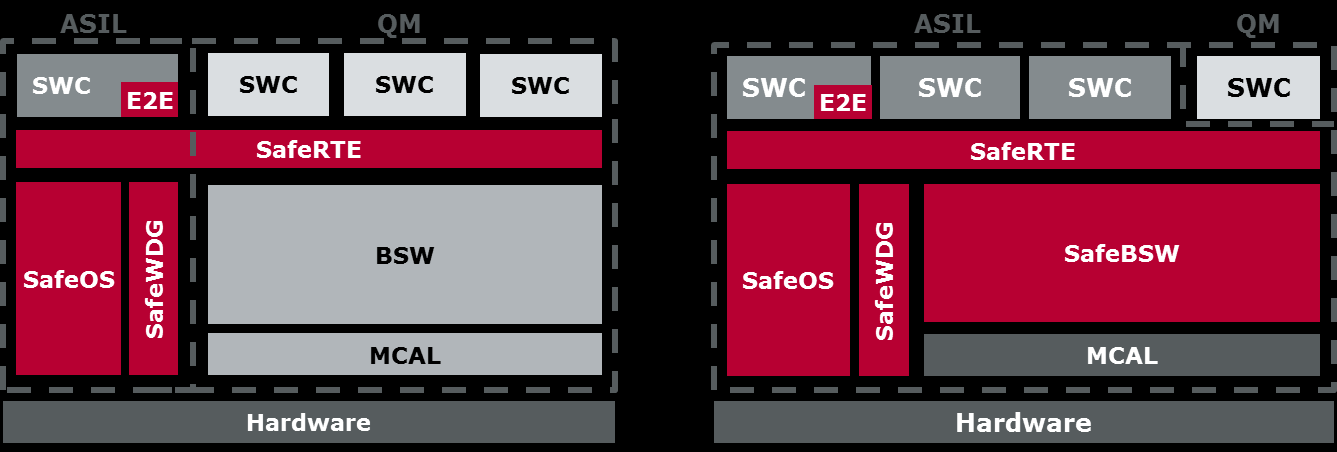 ASIL QM
SWC E2E SWC SWC SWC
SafeRTE
SafeOS SafeWDG BSW
MCAL
Hardware
ASIL QM
SWC E2E SWC SWC SWC
SafeRTE
SafeOS SafeWDG SafeBSW
MCAL
Hardware